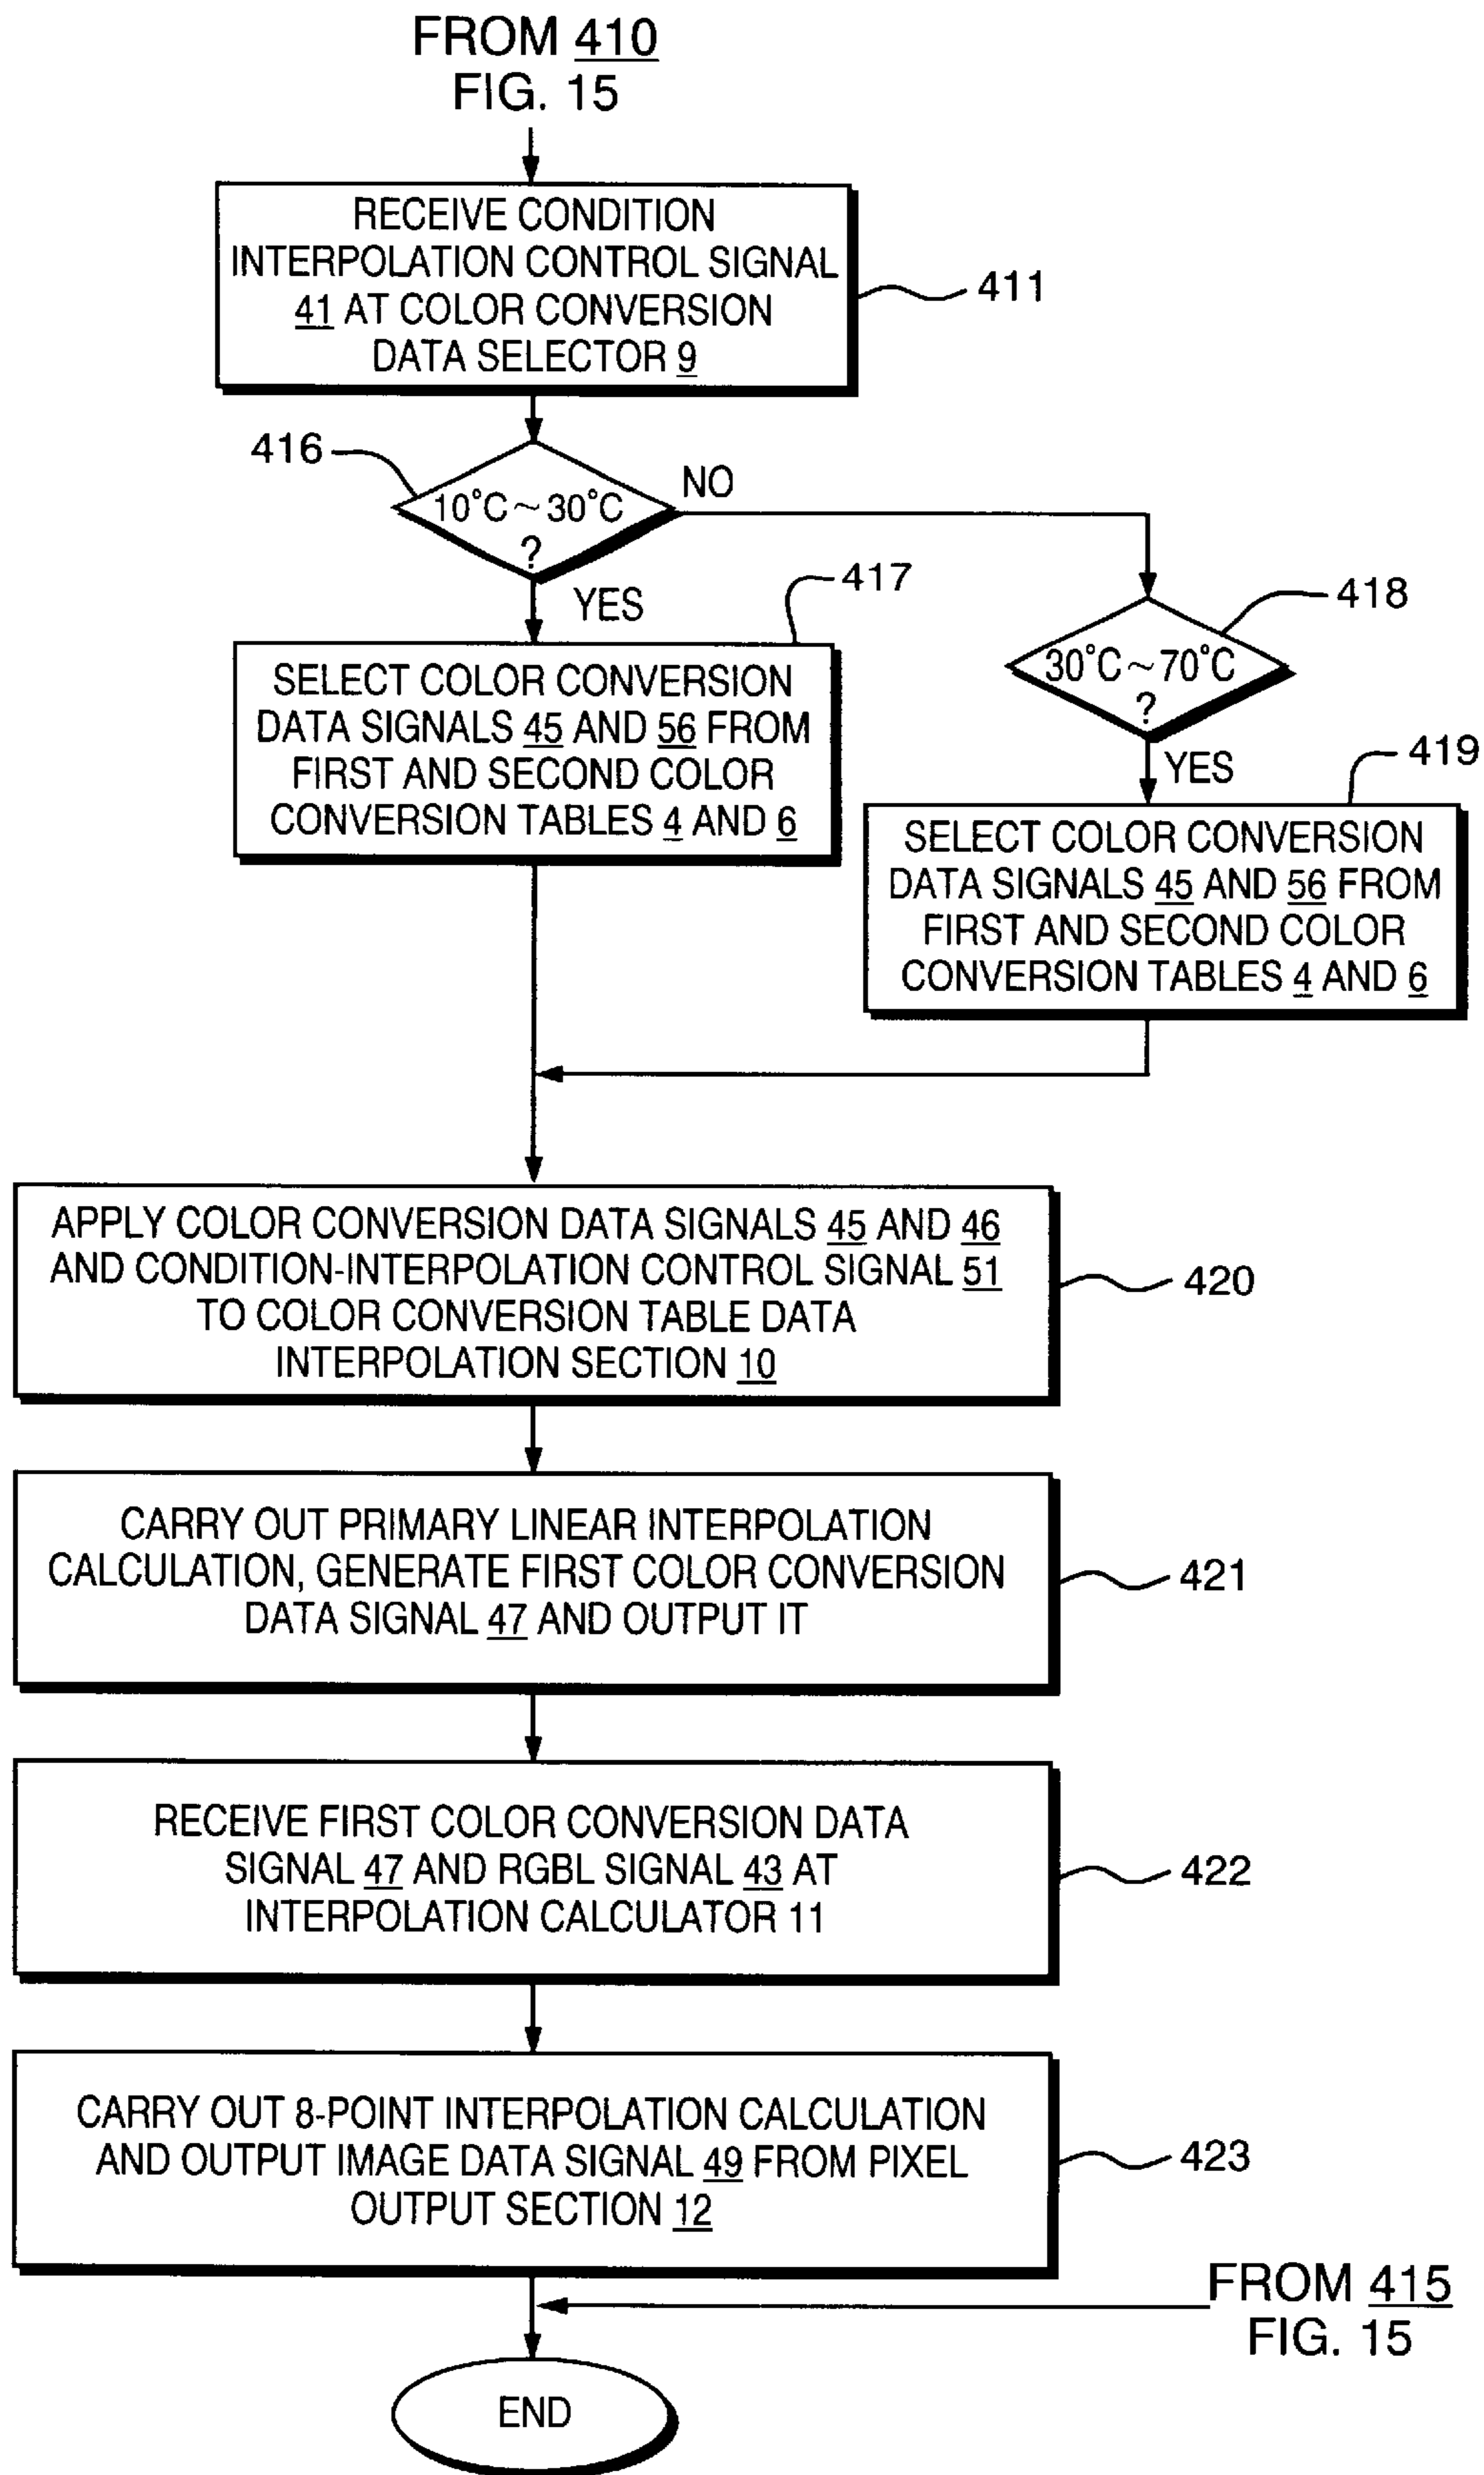 FROM 410
FIG. 15
RECEIVE CONDITION
INTERPOLATION CONTROL SIGNAL
41 AT COLOR CONVERSION
DATA SELECTOR 9
411
416
10°C~30°C
?
NO
YES
417
418
30°C~70°C
?
YES
SELECT COLOR CONVERSION
DATA SIGNALS 45 AND 56 FROM
FIRST AND SECOND COLOR
CONVERSION TABLES 4 AND 6
419
SELECT COLOR CONVERSION
DATA SIGNALS 45 AND 56 FROM
FIRST AND SECOND COLOR
CONVERSION TABLES 4 AND 6
APPLY COLOR CONVERSION DATA SIGNALS 45 AND 46
AND CONDITION-INTERPOLATION CONTROL SIGNAL 51
TO COLOR CONVERSION TABLE DATA
INTERPOLATION SECTION 10
420
CARRY OUT PRIMARY LINEAR INTERPOLATION
CALCULATION, GENERATE FIRST COLOR CONVERSION
DATA SIGNAL 47 AND OUTPUT IT
421
RECEIVE FIRST COLOR CONVERSION DATA
SIGNAL 47 AND RGBL SIGNAL 43 AT
INTERPOLATION CALCULATOR 11
422
CARRY OUT 8-POINT INTERPOLATION CALCULATION
AND OUTPUT IMAGE DATA SIGNAL 49 FROM PIXEL
OUTPUT SECTION 12
423
FROM 415
FIG. 15
END